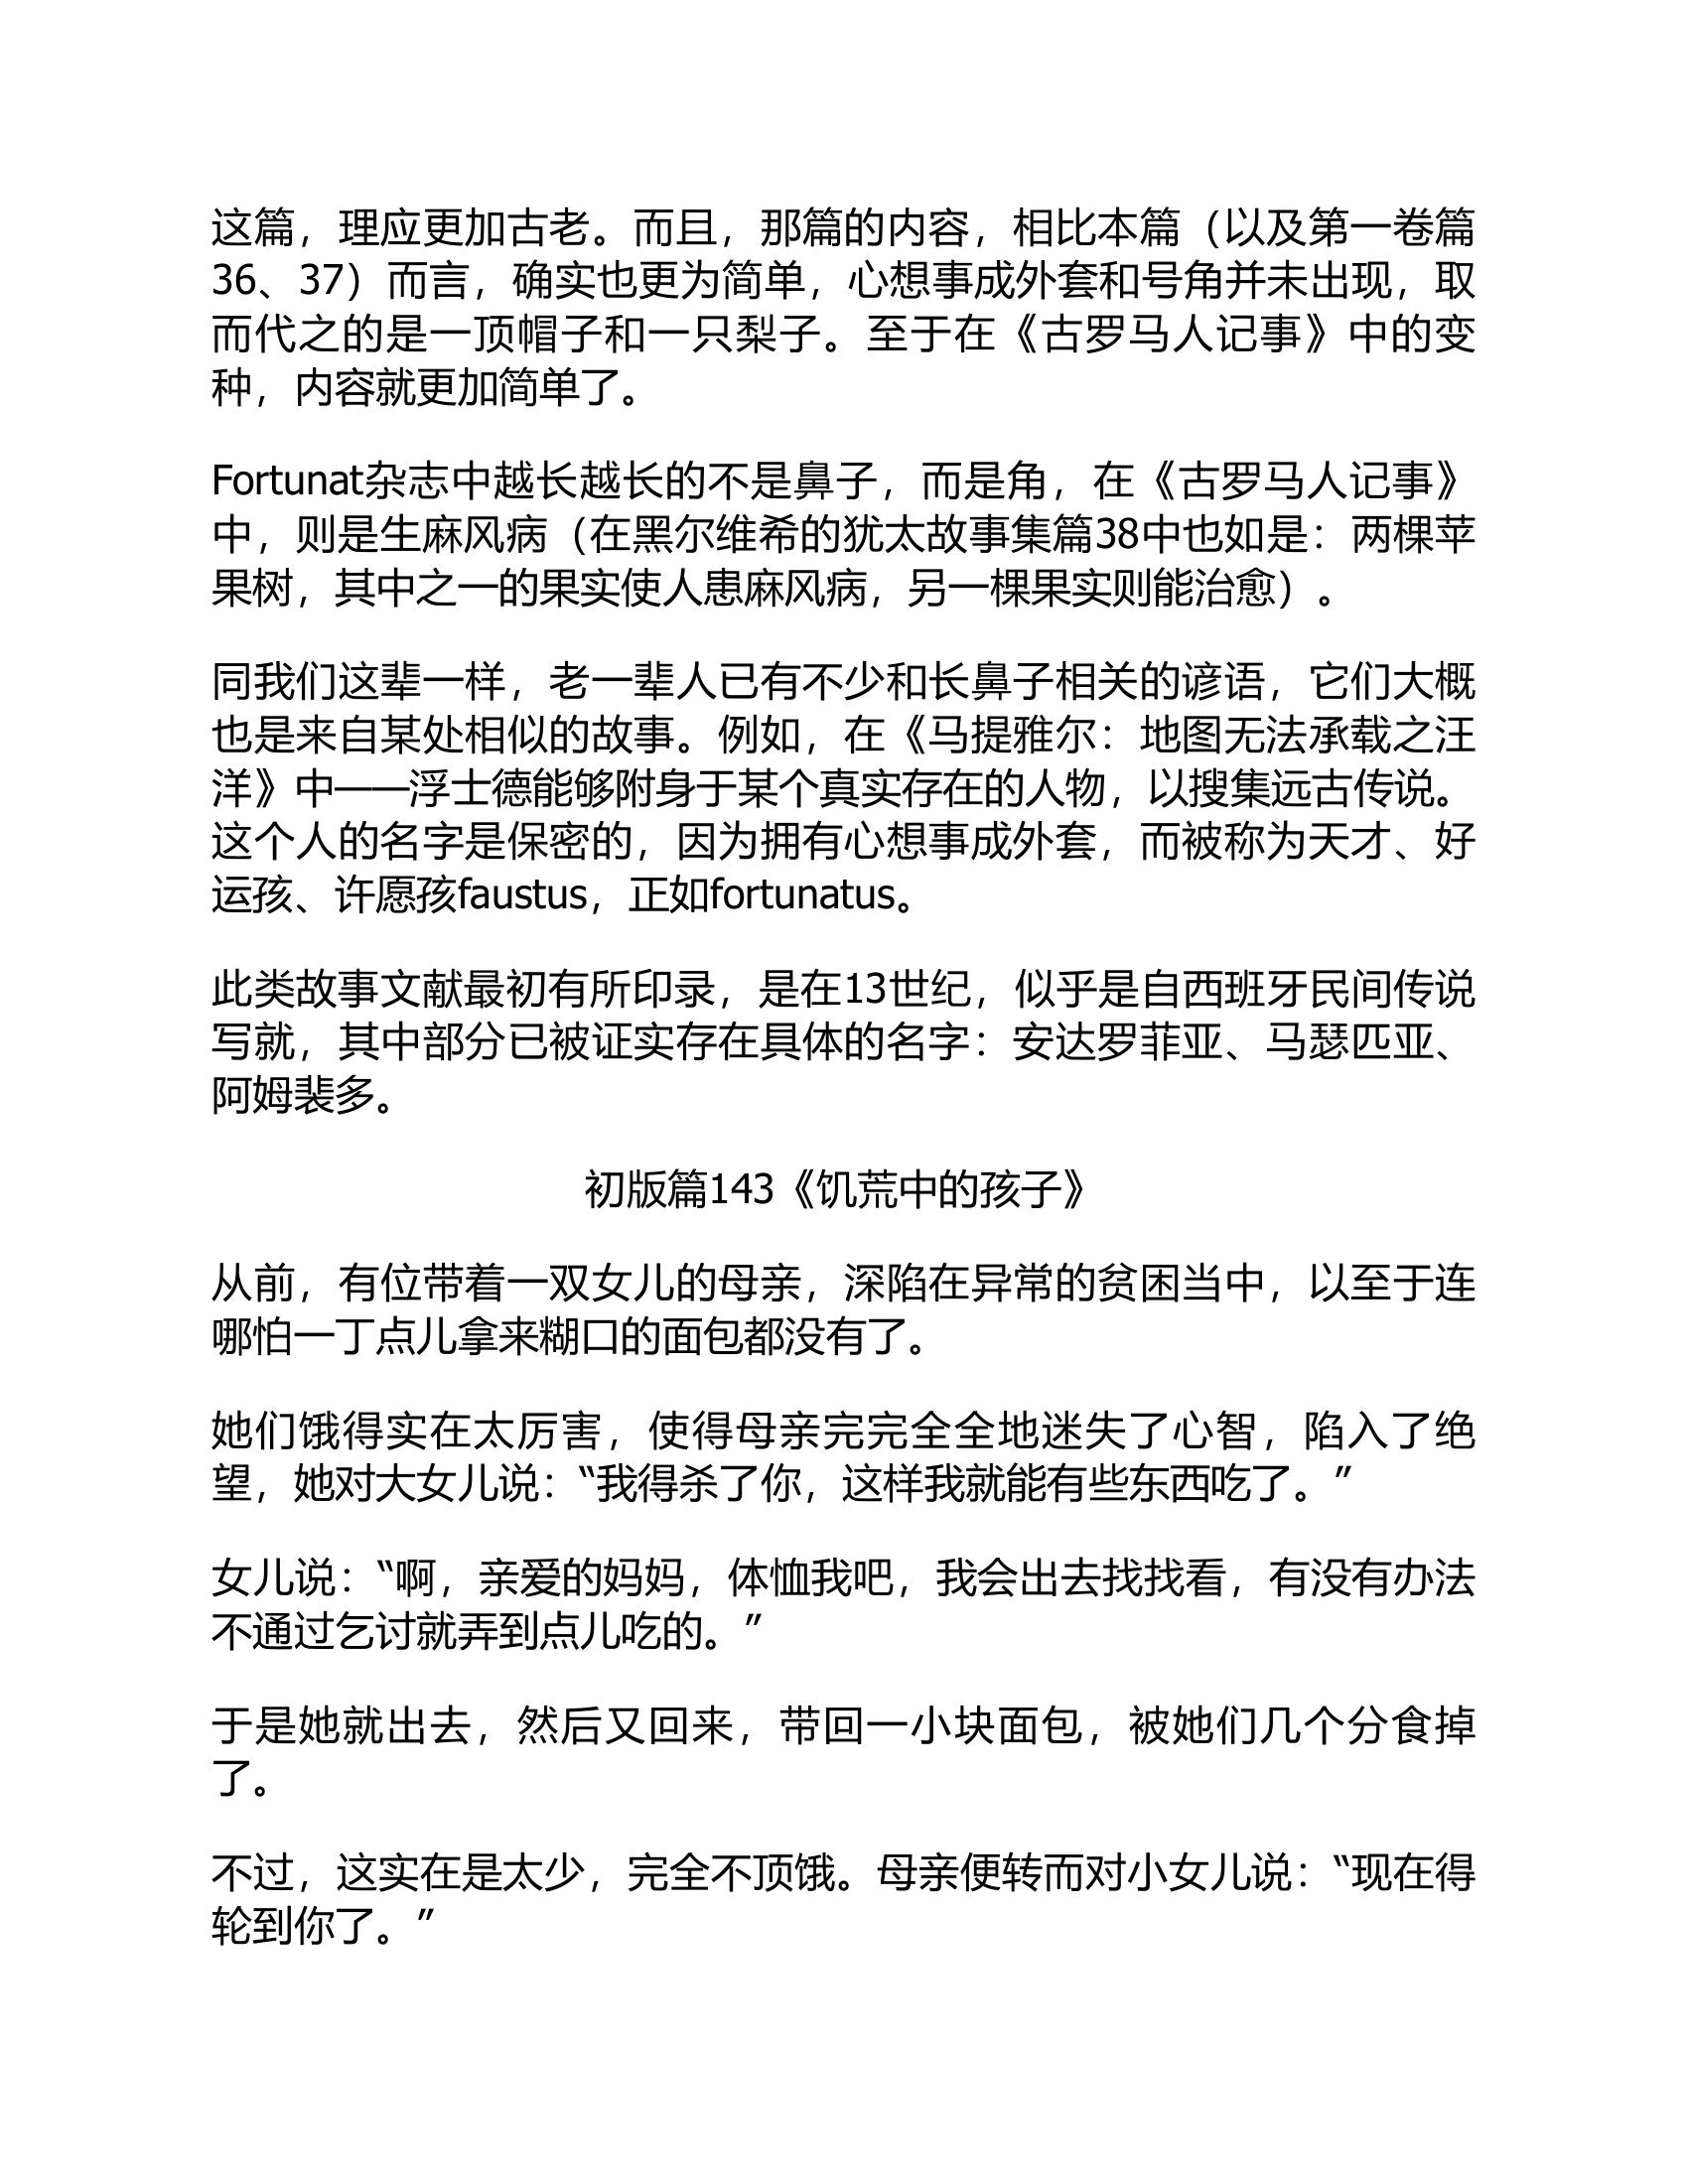 这篇，理应更加古老。而且，那篇的内容，相比本篇（以及第一卷篇
36、37）而言，确实也更为简单，心想事成外套和号角并未出现，取
而代之的是一顶帽子和一只梨子。至于在《古罗马人记事》中的变
种，内容就更加简单了。
Fortunat杂志中越长越长的不是鼻子，而是角，在《古罗马人记事》
中，则是生麻风病（在黑尔维希的犹太故事集篇38中也如是：两棵苹
果树，其中之一的果实使人患麻风病，另一棵果实则能治愈）。
同我们这辈一样，老一辈人已有不少和长鼻子相关的谚语，它们大概
也是来自某处相似的故事。例如，在《马提雅尔：地图无法承载之汪
洋》中——浮士德能够附身于某个真实存在的人物，以搜集远古传说。
这个人的名字是保密的，因为拥有心想事成外套，而被称为天才、好
运孩、许愿孩faustus，正如fortunatus。
此类故事文献最初有所印录，是在13世纪，似乎是自西班牙民间传说
写就，其中部分已被证实存在具体的名字：安达罗菲亚、马瑟匹亚、
阿姆裴多。
初版篇143《饥荒中的孩子》
从前，有位带着一双女儿的母亲，深陷在异常的贫困当中，以至于连
哪怕一丁点儿拿来糊口的面包都没有了。
她们饿得实在太厉害，使得母亲完完全全地迷失了心智，陷入了绝
望，她对大女儿说：“我得杀了你，这样我就能有些东西吃了。”
女儿说：“啊，亲爱的妈妈，体恤我吧，我会出去找找看，有没有办法
不通过乞讨就弄到点儿吃的。”
于是她就出去，然后又回来，带回一小块面包，被她们几个分食掉
了。
不过，这实在是太少，完全不顶饿。母亲便转而对小女儿说：“现在得
轮到你了。”